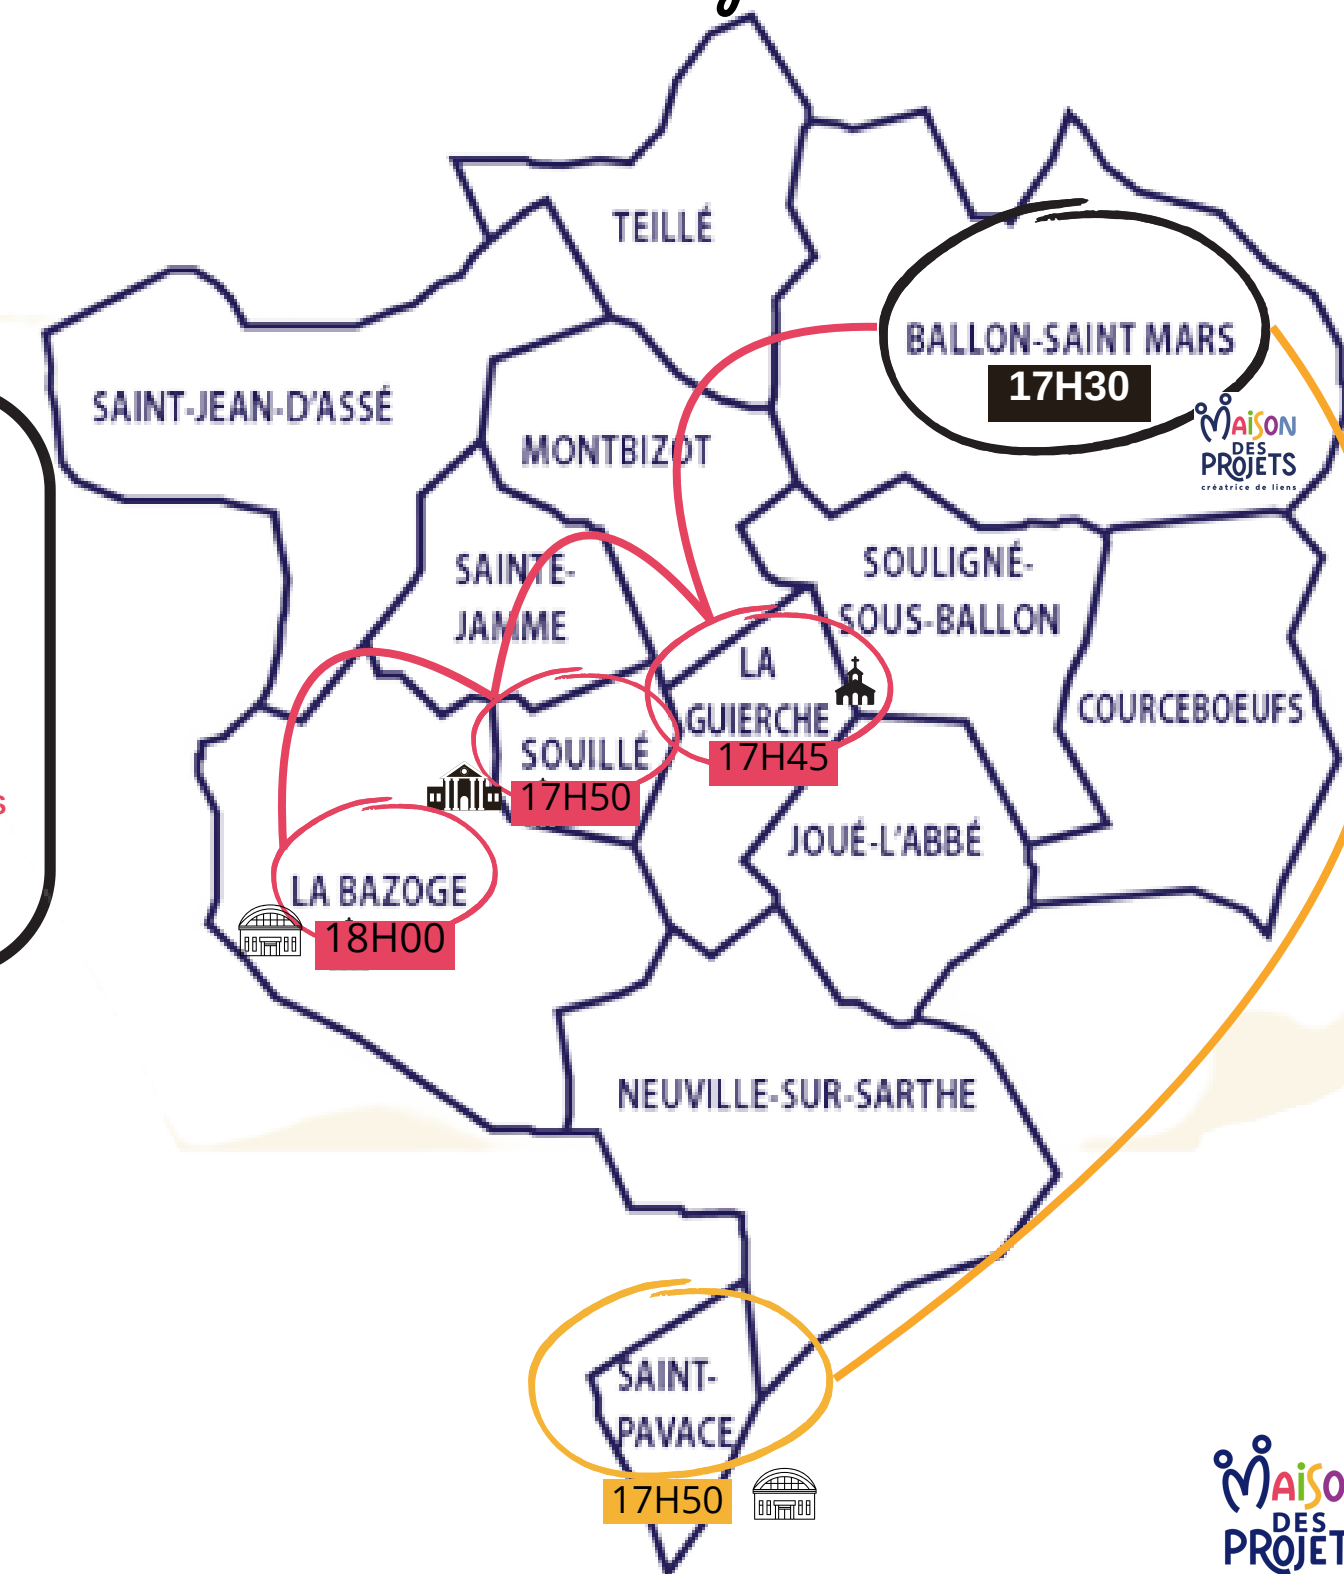 TEILLÉ
BALLON-SAINT MARS
17H30
SAINT-JEAN-D'ASSÉ
MAiSON
DES
PROJETS
créatrice de liens
MONTBIZOT
SAINTE-
JAMME
SOULIGNÉ-
SOUS-BALLON
LA
GUIERCHE
17H45
COURCEBOEUFS
SOUILLÉ
17H50
s
JOUÉ-L'ABBÉ
LA BAZOGE
18H00
NEUVILLE-SUR-SARTHE
SAINT-
PAVACE
17H50
MAiSO
DES
PROJET